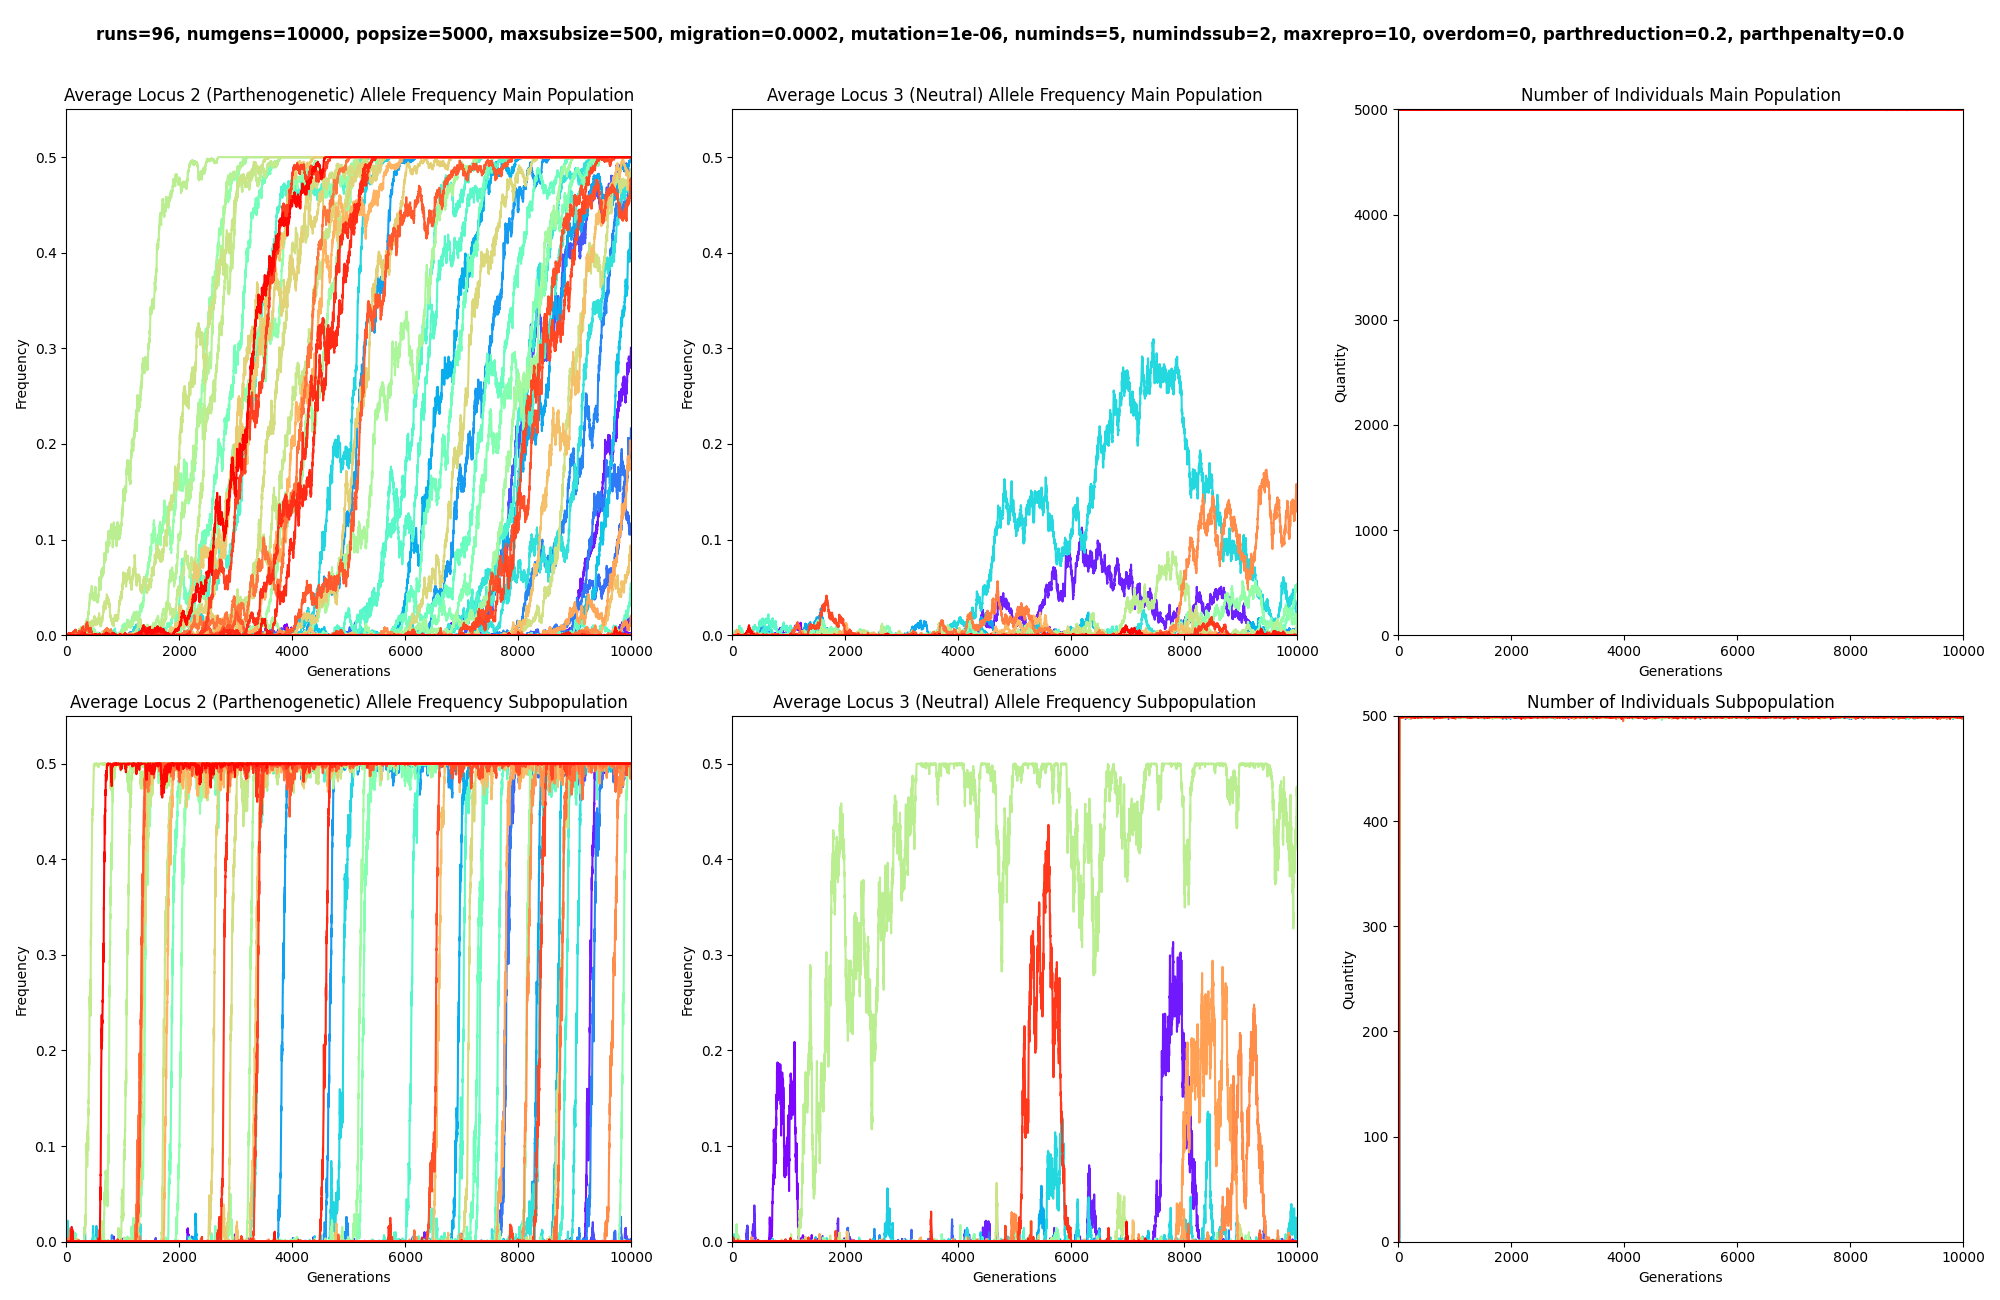 runs=96, numgens=10000, popsize=5000, maxsubsize=500, migration=0.0002, mutation=1e-06, numinds=5, numindssub=2, maxrepro=10, overdom=0, parthreduction=0.2, parthpenalty=0.0
Average Locus 2 (Parthenogenetic) Allele Frequency Main Population
Frequency
0.5
0.4
0.3
0.2
0.1
0.0
0 2000 4000 6000 8000 10000
Generations
Average Locus 3 (Neutral) Allele Frequency Main Population
Frequency
0.5
0.4
0.3
0.2
0.1
0.0
0 2000 4000 6000 8000 10000
Generations
Number of Individuals Main Population
Quantity
5000
4000
3000
2000
1000
0
0 2000 4000 6000 8000 10000
Generations
Average Locus 2 (Parthenogenetic) Allele Frequency Subpopulation
Frequency
0.5
0.4
0.3
0.2
0.1
0.0
0 2000 4000 6000 8000 10000
Generations
Average Locus 3 (Neutral) Allele Frequency Subpopulation
Frequency
0.5
0.4
0.3
0.2
0.1
0.0
0 2000 4000 6000 8000 10000
Generations
Number of Individuals Subpopulation
Quantity
500
400
300
200
100
0
0 2000 4000 6000 8000 10000
Generations